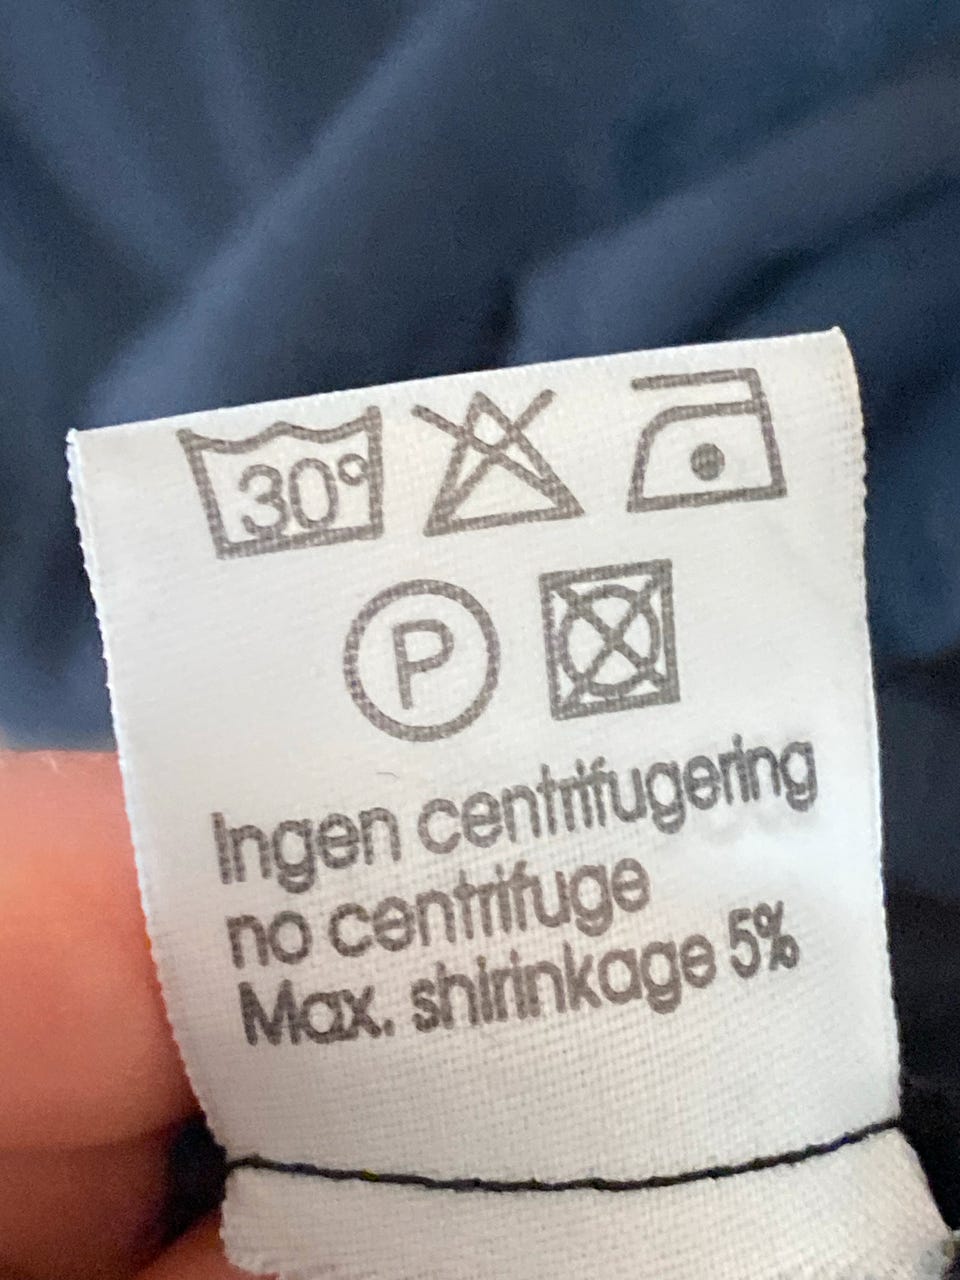 30°
P
Ingen centrifugering
no centrifuge
Max. shirinkage 5%